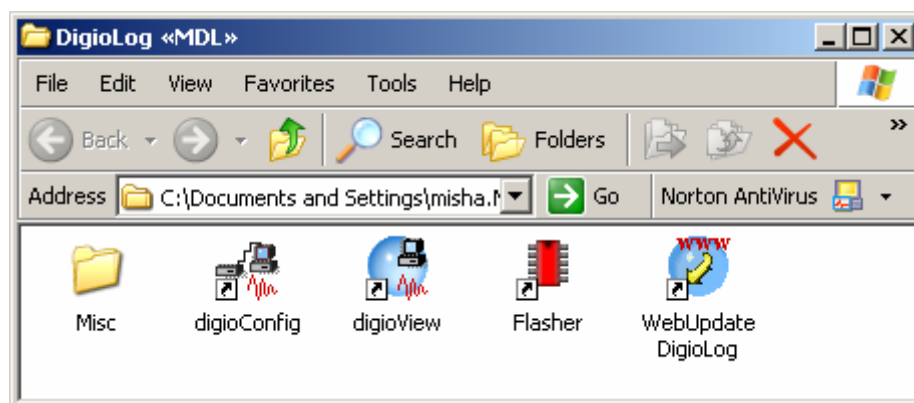 DigioLog «MDL»
File Edit View Favorites Tools Help
Back Search Folders »
Address C:\Documents and Settings\misha.M Go Norton AntiVirus
WWW
Misc digioConfig digioView Flasher WebUpdate
DigioLog